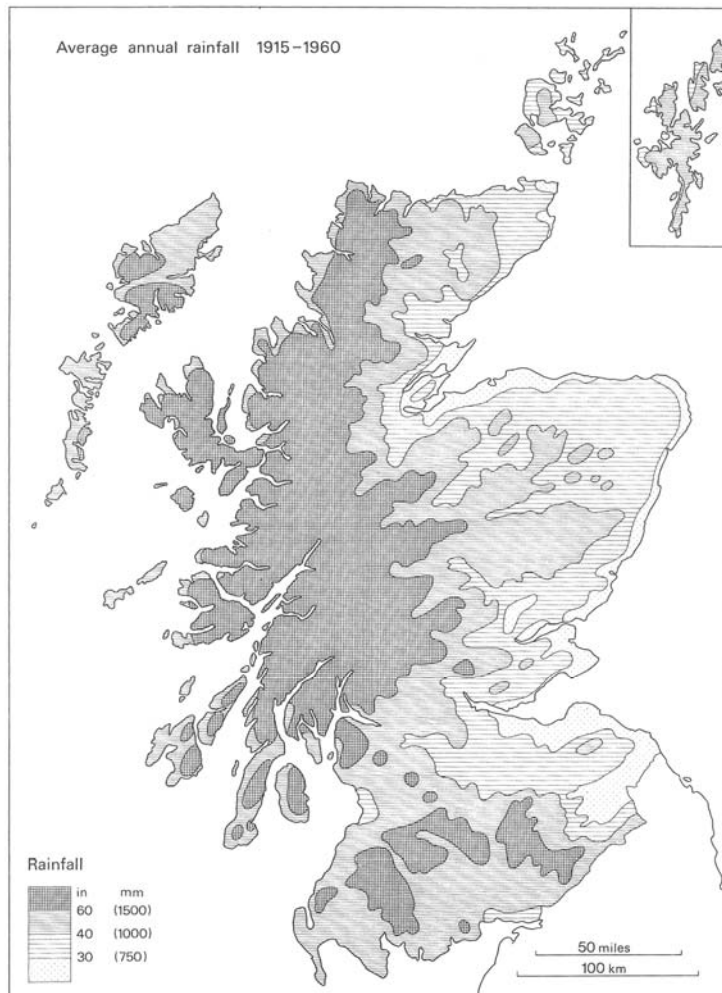 Average annual rainfall 1915–1960
Rainfall
in mm
60 (1500)
40 (1000)
30 (750)
50 miles
100 km